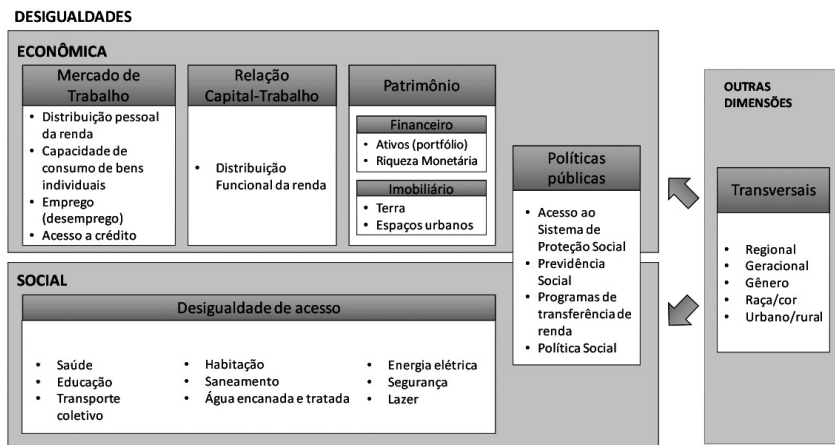 DESIGUALDADES
ECONÔMICA
Mercado de
Trabalho
• Distribuição pessoal
da renda
• Capacidade de
consumo de bens
individuais
• Emprego
(desemprego)
• Acesso a crédito
Relação
Capital-Trabalho
• Distribuição
Funcional da renda
Patrimônio
Financeiro
• Ativos (portfólio)
• Riqueza Monetária
Imobiliário
• Terra
• Espaços urbanos
Políticas
públicas
• Acesso ao
Sistema de
Proteção Social
• Previdência
Social
• Programas de
transferência de
renda
• Política Social
SOCIAL
Desigualdade de acesso
• Saúde
• Educação
• Transporte
coletivo
• Habitação
• Saneamento
• Água encanada e tratada
• Energia elétrica
• Segurança
• Lazer
OUTRAS
DIMENSÕES
Transversais
• Regional
• Geracional
• Gênero
• Raça/cor
• Urbano/rural